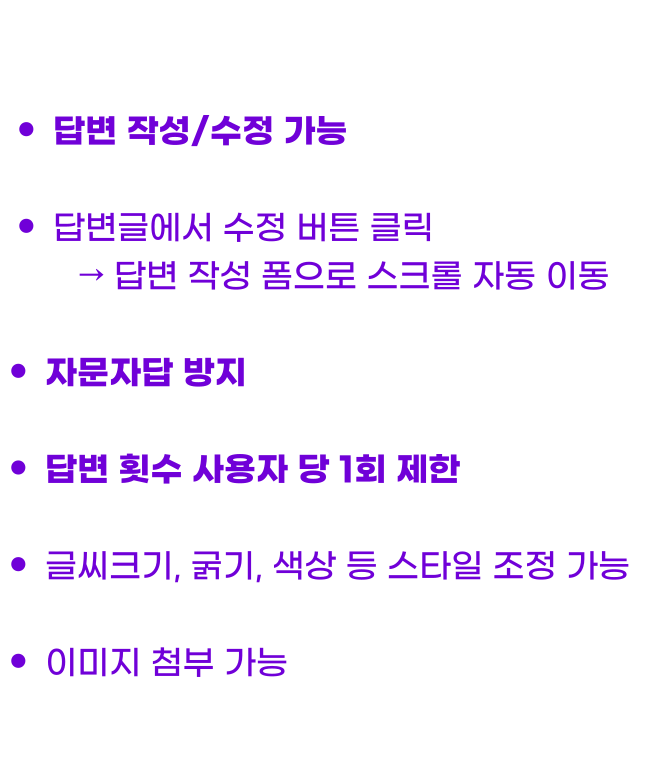 • 답변 작성/수정 가능
• 답변글에서 수정 버튼 클릭
→ 답변 작성 폼으로 스크롤 자동 이동
• 자문자답 방지
• 답변 횟수 사용자 당 1회 제한
• 글씨크기, 굵기, 색상 등 스타일 조정 가능
• 이미지 첨부 가능